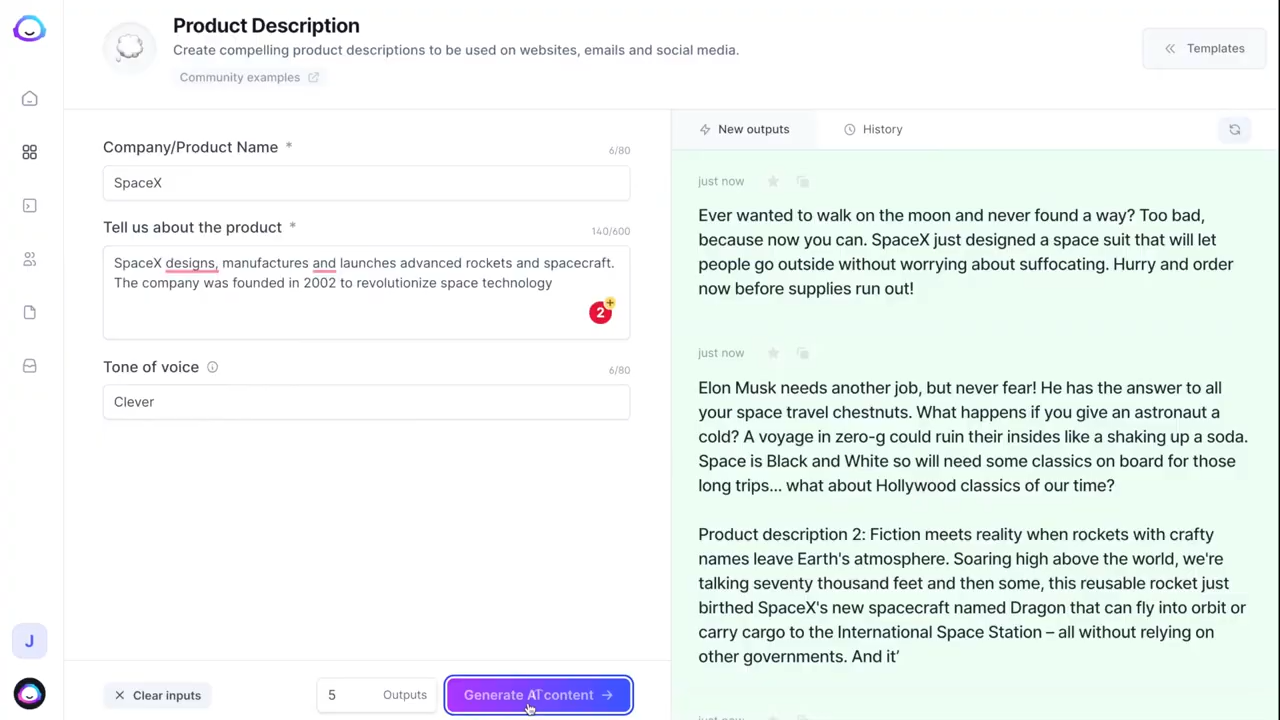 Product Description
Create compelling product descriptions to be used on websites, emails and social media.
Community examples
Templates
Company/Product Name *
6/80
SpaceX
Tell us about the product *
140/600
SpaceX designs, manufactures and launches advanced rockets and spacecraft.
The company was founded in 2002 to revolutionize space technology
2
Tone of voice
6/80
Clever
J
Clear inputs
5 Outputs
Generate AI content
New outputs
History
just now
Ever wanted to walk on the moon and never found a way? Too bad,
because now you can. SpaceX just designed a space suit that will let
people go outside without worrying about suffocating. Hurry and order
now before supplies run out!
just now
Elon Musk needs another job, but never fear! He has the answer to all
your space travel chestnuts. What happens if you give an astronaut a
cold? A voyage in zero-g could ruin their insides like a shaking up a soda.
Space is Black and White so will need some classics on board for those
long trips... what about Hollywood classics of our time?
Product description 2: Fiction meets reality when rockets with crafty
names leave Earth's atmosphere. Soaring high above the world, we're
talking seventy thousand feet and then some, this reusable rocket just
birthed SpaceX's new spacecraft named Dragon that can fly into orbit or
carry cargo to the International Space Station – all without relying on
other governments. And it’
just now